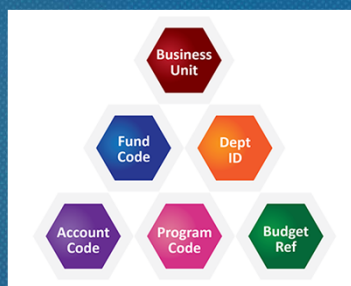 Business
Unit
Fund
Code
Dept
ID
Account
Code
Program
Code
Budget
Ref